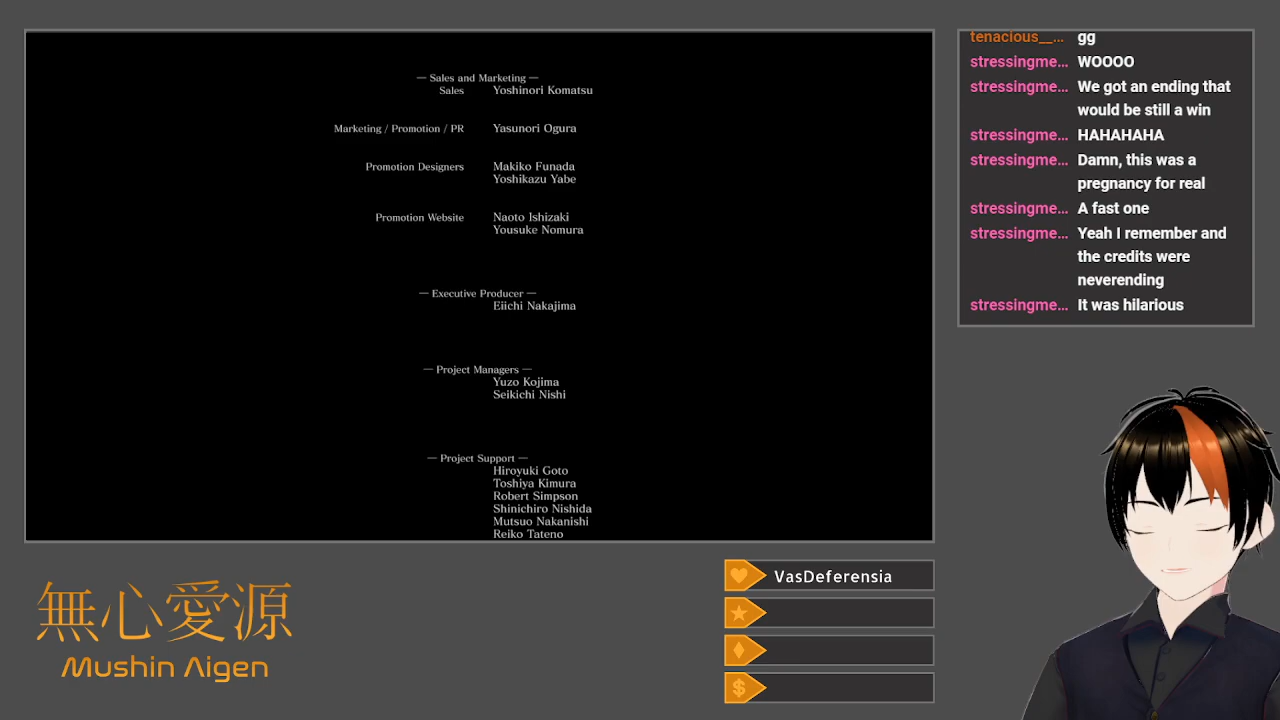 — Sales and Marketing —
Sales Yoshinori Komatsu
Marketing / Promotion / PR Yasunori Ogura
Promotion Designers Makiko Funada
Yoshikazu Yabe
Promotion Website Naoto Ishizaki
Yousuke Nomura
— Executive Producer —
Eiichi Nakajima
— Project Managers —
Yuzo Kojima
Seikichi Nishi
— Project Support —
Hiroyuki Goto
Toshiya Kimura
Robert Simpson
Shinichiro Nishida
Mutsuo Nakanishi
Reiko Tateno
tenacious__… gg
stressingme… WOOOO
stressingme… We got an ending that
would be still a win
stressingme… HAHAHAHA
stressingme… Damn, this was a
pregnancy for real
stressingme… A fast one
stressingme… Yeah I remember and
the credits were
neverending
stressingme… It was hilarious
無心愛源
Mushin Aigen
VasDeferensia
$